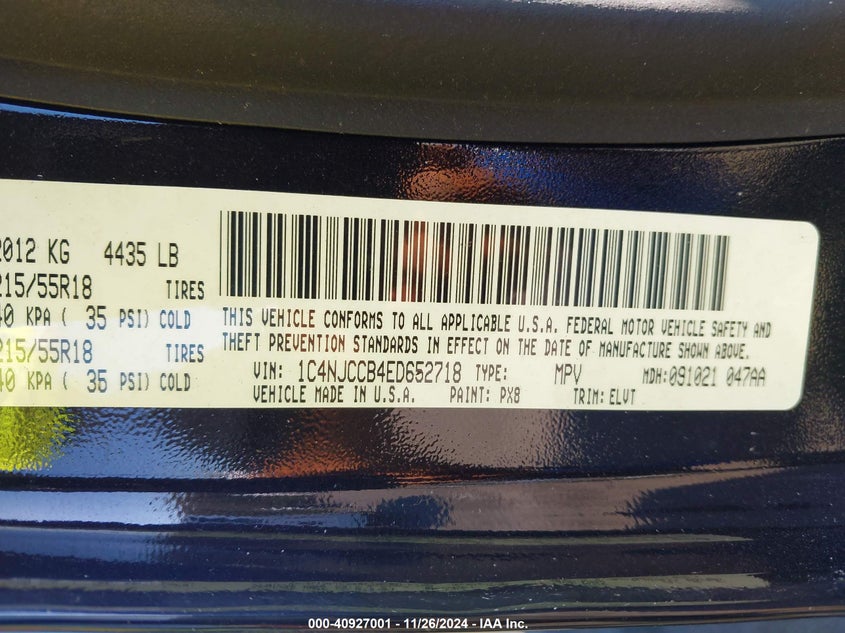 2012 KG 4435 LB
215/55R18 TIRES
40 KPA ( 35 PSI) COLD
215/55R18 TIRES
40 KPA ( 35 PSI) COLD
THIS VEHICLE CONFORMS TO ALL APPLICABLE U.S.A. FEDERAL MOTOR VEHICLE SAFETY AND
THEFT PREVENTION STANDARDS IN EFFECT ON THE DATE OF MANUFACTURE SHOWN ABOVE.
VIN: 1C4NJCCB4ED652718 TYPE: MPV MDH:091021 047AA
VEHICLE MADE IN U.S.A. PAINT: PX8 TRIM: ELVT
000-40927001 - 11/26/2024 - IAA Inc.